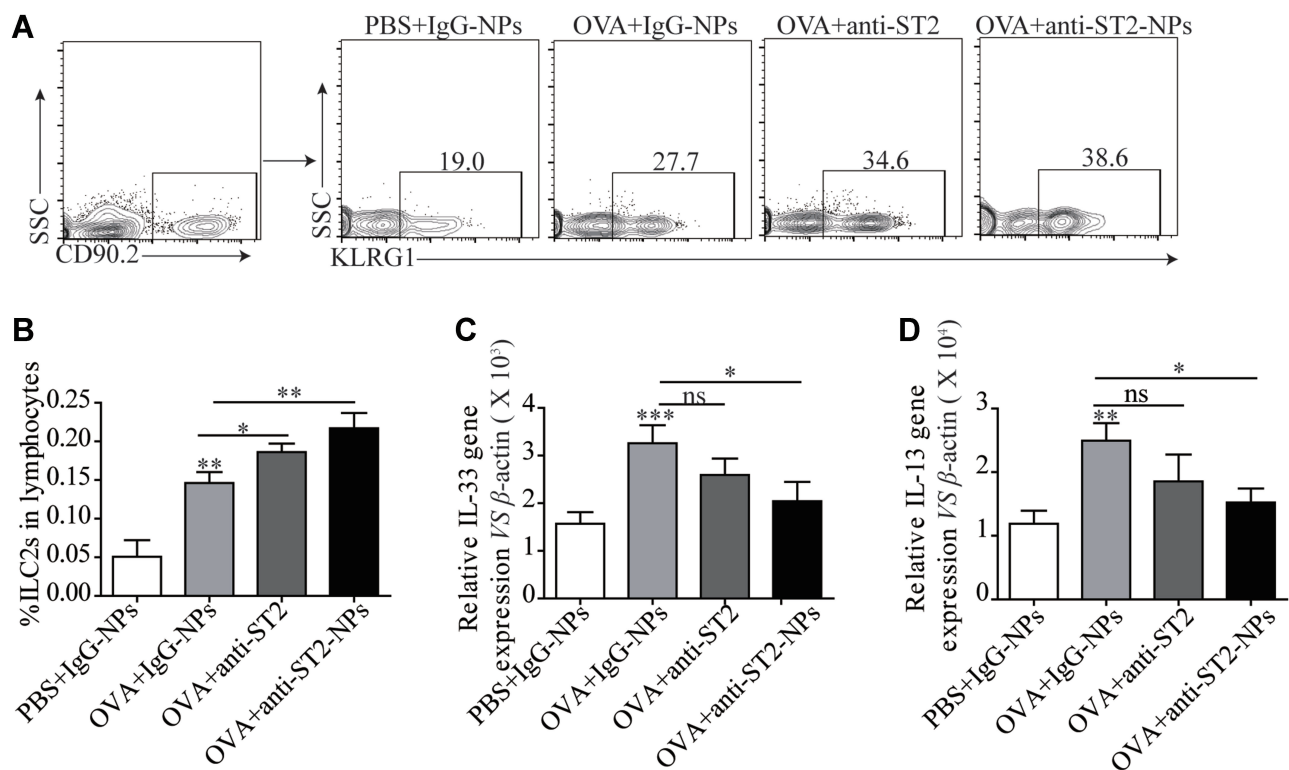 A
PBS+IgG-NPs
OVA+IgG-NPs
OVA+anti-ST2
OVA+anti-ST2-NPs
19.0
27.7
34.6
38.6
SSC
SSC
CD90.2
KLRG1
B
%ILC2s in lymphocytes
0.25
0.20
0.15
0.10
0.05
0.00
**
*
**
PBS+IgG-NPs
OVA+IgG-NPs
OVA+anti-ST2
OVA+anti-ST2-NPs
C
Relative IL-33 gene
expression VS β-actin ( X 10³)
4
3
2
1
0
*
ns
***
PBS+IgG-NPs
OVA+IgG-NPs
OVA+anti-ST2
OVA+anti-ST2-NPs
D
Relative IL-13 gene
expression VS β-actin ( X 10⁴)
3
2
1
0
*
ns
**
PBS+IgG-NPs
OVA+IgG-NPs
OVA+anti-ST2
OVA+anti-ST2-NPs